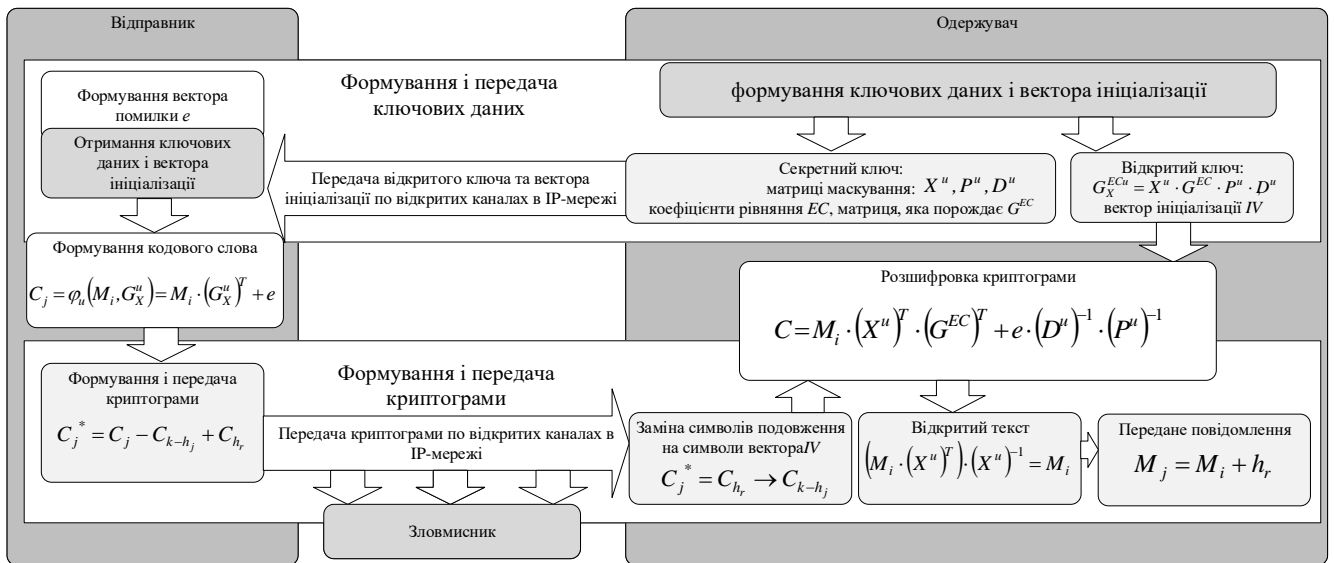 Відправник
Одержувач
Формування вектора
помилки e
Отримання ключових
даних і вектора
ініціалізації
Формування і передача
ключових даних
формування ключових даних і вектора ініціалізації
Передача відкритого ключа та вектора
ініціалізації по відкритих каналах в IP-мережі
Секретний ключ:
матриці маскування: X^u, P^u, D^u
коефіцієнти рівняння EC, матриця, яка порождає G^{EC}
Відкритий ключ:
G_X^{ECu} = X^u · G^{EC} · P^u · D^u
вектор ініціалізації IV
Формування кодового слова
C_j = φ_u(M_i, G_X^u) = M_i · (G_X^u)^T + e
Розшифровка криптограми
C = M_i · (X^u)^T · (G^{EC})^T + e · (D^u)^{-1} · (P^u)^{-1}
Формування і передача
криптограми
C_j^* = C_j − C_{k−h_j} + C_{h_r}
Формування і передача
криптограми
Передача криптограми по відкритих каналах в
IP-мережі
Заміна символів подовження
на символи вектораIV
C_j^* = C_{h_r} → C_{k−h_j}
Відкритий текст
(M_i · (X^u)^T) · (X^u)^{-1} = M_i
Передане повідомлення
M_j = M_i + h_r
Зловмисник